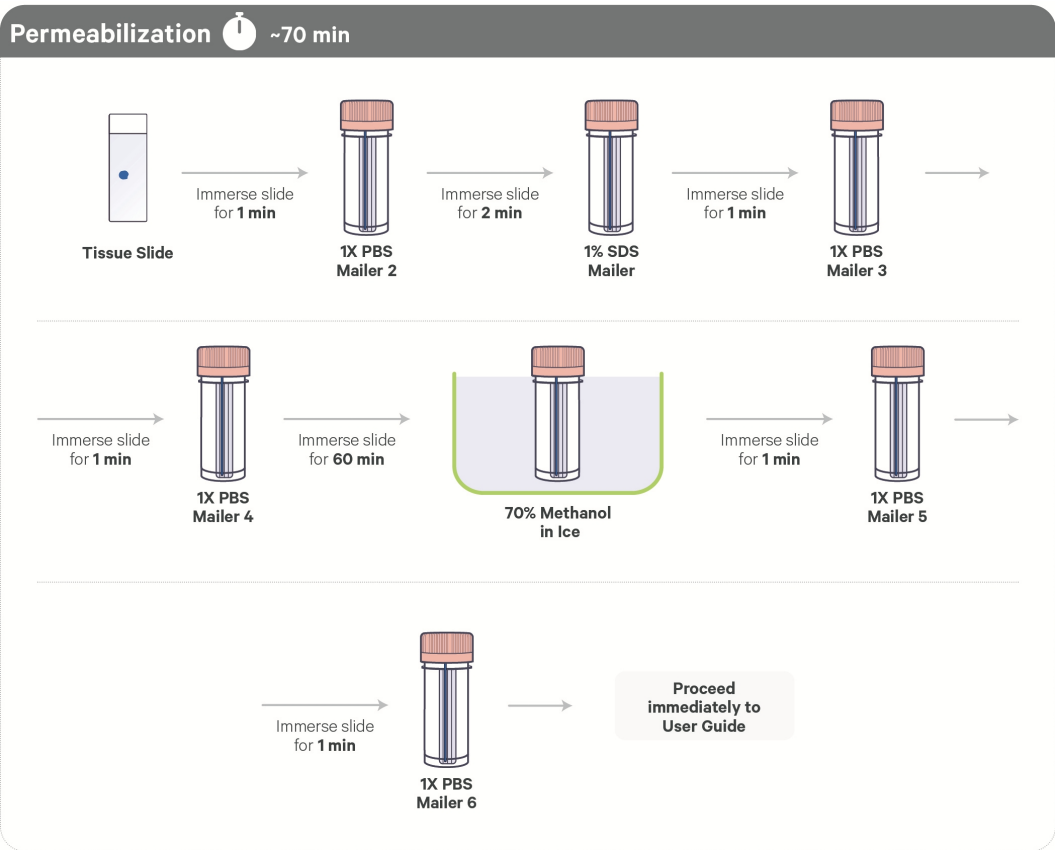 Permeabilization ~70 min
Immerse slide
for 1 min
Immerse slide
for 2 min
Immerse slide
for 1 min
Tissue Slide
1X PBS
Mailer 2
1% SDS
Mailer
1X PBS
Mailer 3
Immerse slide
for 1 min
Immerse slide
for 60 min
Immerse slide
for 1 min
1X PBS
Mailer 4
70% Methanol
in Ice
1X PBS
Mailer 5
Immerse slide
for 1 min
1X PBS
Mailer 6
Proceed
immediately to
User Guide